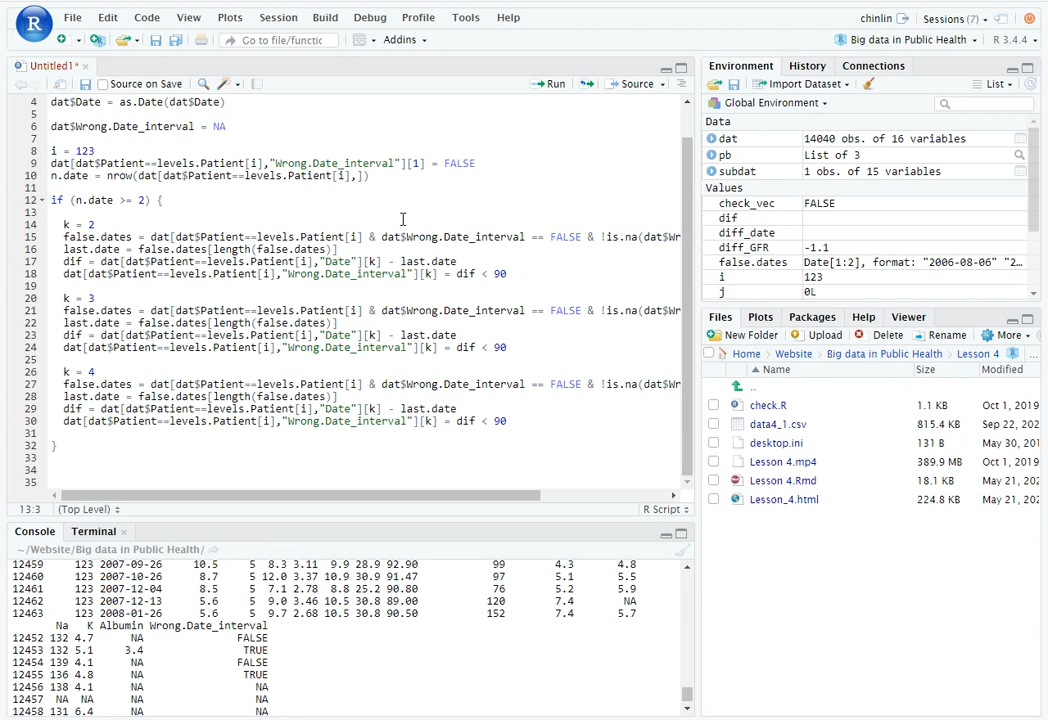 File Edit Code View Plots Session Build Debug Profile Tools Help
chinlin Sessions (7)
Go to file/functic Addins
Big data in Public Health R 3.4.4
Untitled1*
Source on Save Run Source
4 dat$Date = as.Date(dat$Date)
5
6 dat$Wrong.Date_interval = NA
7
8 i = 123
9 dat[dat$Patient==levels.Patient[i],"Wrong.Date_interval"][1] = FALSE
10 n.date = nrow(dat[dat$Patient==levels.Patient[i],])
11
12 if (n.date >= 2) {
13
14 k = 2
15 false.dates = dat[dat$Patient==levels.Patient[i] & dat$Wrong.Date_interval == FALSE & !is.na(dat$Wr
16 last.date = false.dates[length(false.dates)]
17 dif = dat[dat$Patient==levels.Patient[i],"Date"][k] - last.date
18 dat[dat$Patient==levels.Patient[i],"Wrong.Date_interval"][k] = dif < 90
19
20 k = 3
21 false.dates = dat[dat$Patient==levels.Patient[i] & dat$Wrong.Date_interval == FALSE & !is.na(dat$Wr
22 last.date = false.dates[length(false.dates)]
23 dif = dat[dat$Patient==levels.Patient[i],"Date"][k] - last.date
24 dat[dat$Patient==levels.Patient[i],"Wrong.Date_interval"][k] = dif < 90
25
26 k = 4
27 false.dates = dat[dat$Patient==levels.Patient[i] & dat$Wrong.Date_interval == FALSE & !is.na(dat$Wr
28 last.date = false.dates[length(false.dates)]
29 dif = dat[dat$Patient==levels.Patient[i],"Date"][k] - last.date
30 dat[dat$Patient==levels.Patient[i],"Wrong.Date_interval"][k] = dif < 90
31
32 }
33
34
35
13:3 (Top Level) R Script
Console Terminal
~/Website/Big data in Public Health/
12459 123 2007-09-26 10.5 5 8.3 3.11 9.9 28.9 92.90 99 4.3 4.8
12460 123 2007-10-26 8.7 5 12.0 3.37 10.9 30.9 91.47 97 5.1 5.5
12461 123 2007-12-04 8.5 5 7.1 2.78 8.8 25.2 90.80 76 5.2 5.9
12462 123 2007-12-13 5.6 5 9.0 3.46 10.5 30.8 89.00 120 7.4 NA
12463 123 2008-01-26 5.6 5 9.7 2.68 10.5 30.8 90.50 152 7.4 5.7
Na K Albumin Wrong.Date_interval
12452 132 4.7 NA FALSE
12453 132 5.1 3.4 TRUE
12454 139 4.1 NA FALSE
12455 136 4.8 NA TRUE
12456 138 4.1 NA NA
12457 NA NA NA NA
12458 131 6.4 NA NA
Environment History Connections
Import Dataset List
Global Environment
Data
dat 14040 obs. of 16 variables
pb List of 3
subdat 1 obs. of 15 variables
Values
check_vec FALSE
dif
diff_date
diff_GFR -1.1
false.dates Date[1:2], format: "2006-08-06" "2…
i 123
j 0L
Files Plots Packages Help Viewer
New Folder Upload Delete Rename More
Home Website Big data in Public Health Lesson 4 ...
Name Size Modified
..
check.R 1.1 KB Oct 1, 2019
data4_1.csv 815.4 KB Sep 22, 202
desktop.ini 131 B May 30, 201
Lesson 4.mp4 389.9 MB Oct 1, 2019
Lesson 4.Rmd 18.1 KB May 21, 202
Lesson_4.html 224.8 KB May 21, 202